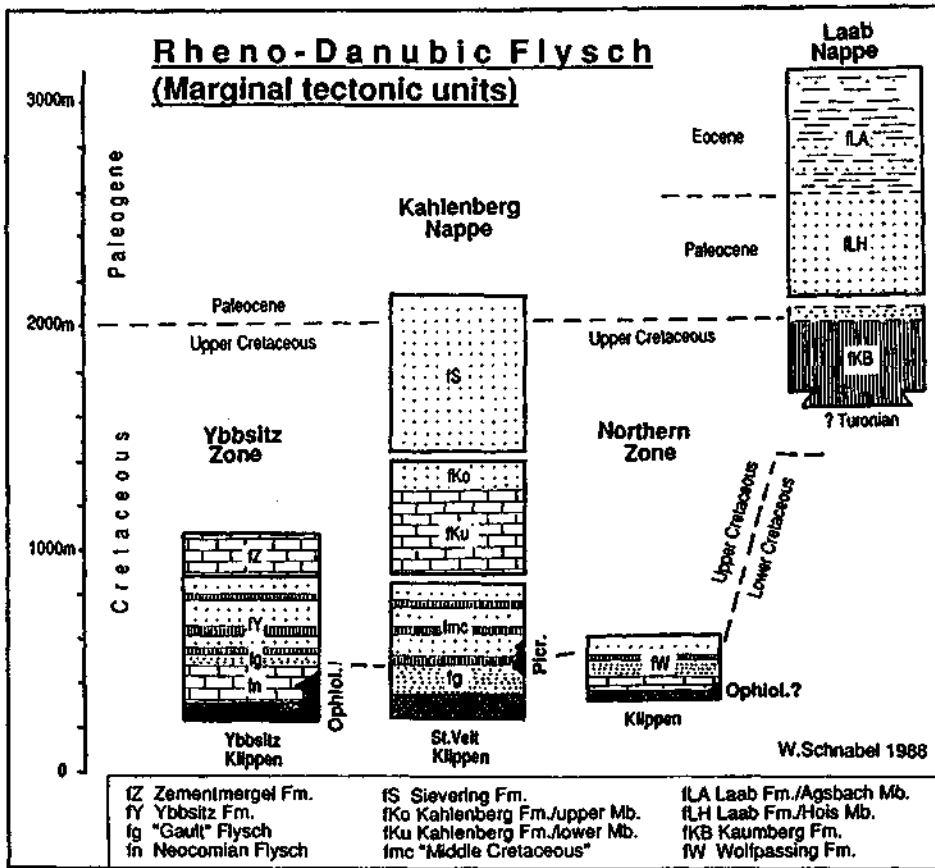 Rheno-Danubic Flysch
(Marginal tectonic units)
Laab
Nappe
3000m
2000m
1000m
0
Paleogene
Cretaceous
Eocene
Paleocene
fLA
fLH
fKB
? Turonian
Kahlenberg
Nappe
Paleocene
Upper Cretaceous
Upper Cretaceous
fS
fKo
fKu
fmc
fg
Picr.
St.Veit
Klippen
Ybbsitz
Zone
fZ
fY
fg
fn
Ophiol.!
Ybbsitz
Klippen
Northern
Zone
Upper Cretaceous
Lower Cretaceous
fW
Ophiol.?
Klippen
W.Schnabel 1988
fZ Zementmergel Fm.
fY Ybbsitz Fm.
fg "Gault" Flysch
fn Neocomian Flysch
fS Sievering Fm.
fKo Kahlenberg Fm./upper Mb.
fKu Kahlenberg Fm./lower Mb.
fmc "Middle Cretaceous"
fLA Laab Fm./Agsbach Mb.
fLH Laab Fm./Hois Mb.
fKB Kaumberg Fm.
fW Wolfpassing Fm.